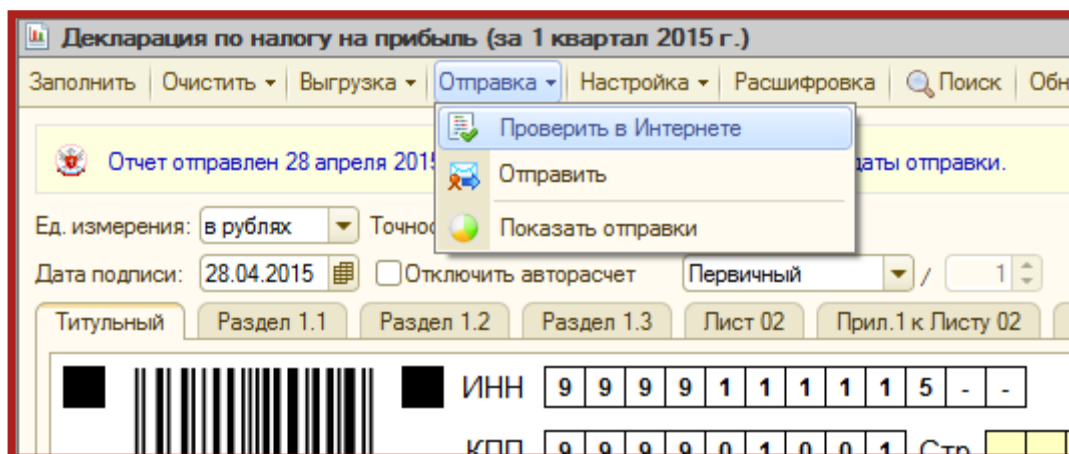 Декларация по налогу на прибыль (за 1 квартал 2015 г.)
Заполнить Очистить Выгрузка Отправка Настройка Расшифровка Поиск Обн
Проверить в Интернете
Отчет отправлен 28 апреля 201 даты отправки.
Отправить
Ед. измерения: в рублях Точнос
Показать отправки
Дата подписи: 28.04.2015 Отключить авторасчет Первичный / 1
Титульный Раздел 1.1 Раздел 1.2 Раздел 1.3 Лист 02 Прил.1 к Листу 02
ИНН 9 9 9 9 1 1 1 1 1 5 - -
КПП 9 9 9 9 0 1 0 0 1 Стр